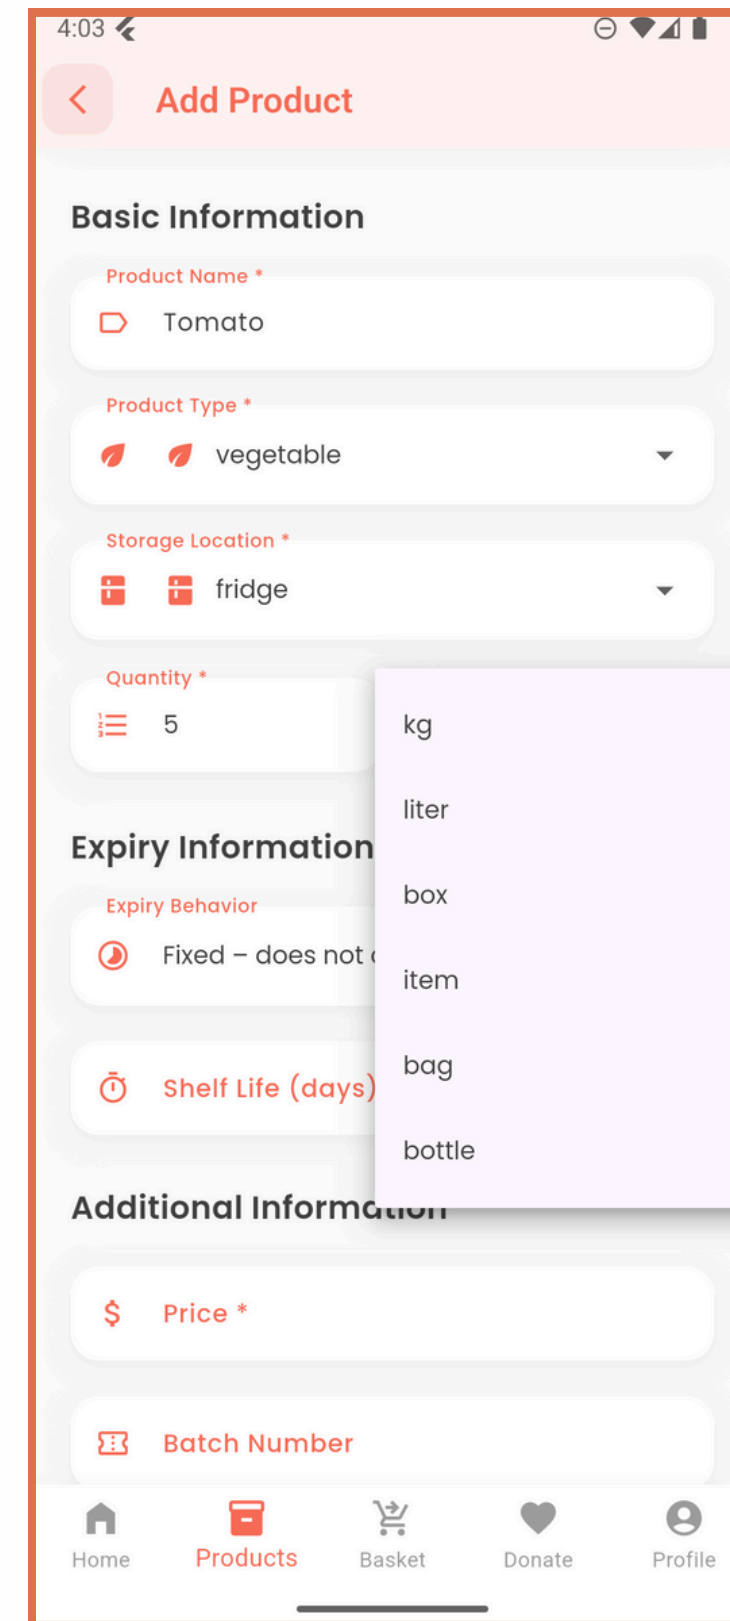 4:03
Add Product
Basic Information
Product Name *
Tomato
Product Type *
vegetable
Storage Location *
fridge
Quantity *
5
kg
liter
box
item
bag
bottle
Expiry Information
Expiry Behavior
Fixed – does not
Shelf Life (days)
Additional Information
Price *
Batch Number
Home
Products
Basket
Donate
Profile